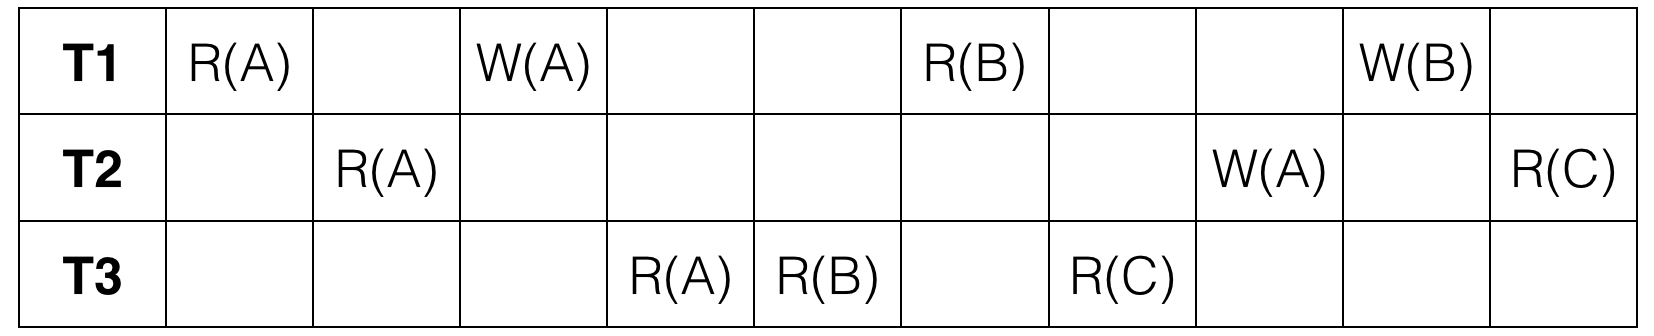 T1 R(A) W(A) R(B) W(B)
T2 R(A) W(A) R(C)
T3 R(A) R(B) R(C)